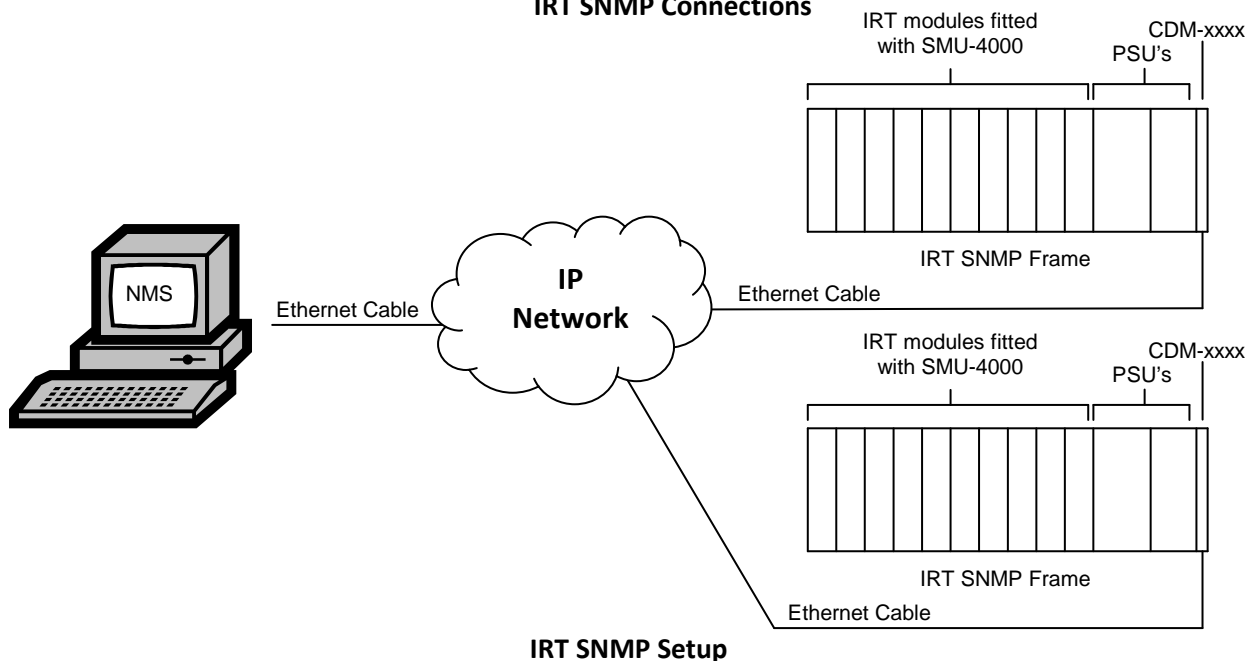 IRT SNMP Connections
IRT modules fitted
with SMU-4000
PSU's
CDM-xxxx
IRT SNMP Frame
NMS
Ethernet Cable
IP
Network
Ethernet Cable
IRT modules fitted
with SMU-4000
PSU's
CDM-xxxx
IRT SNMP Frame
Ethernet Cable
IRT SNMP Setup